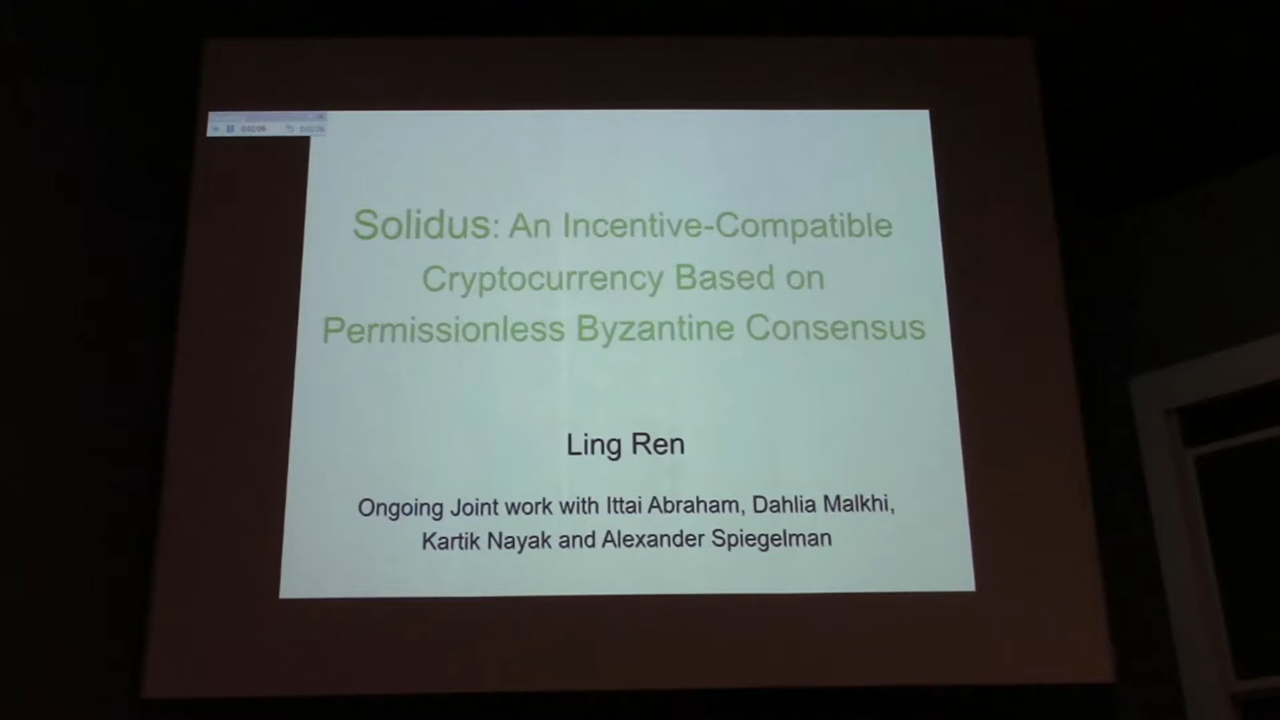 Solidus: An Incentive-Compatible
Cryptocurrency Based on
Permissionless Byzantine Consensus
Ling Ren
Ongoing Joint work with Ittai Abraham, Dahlia Malkhi,
Kartik Nayak and Alexander Spiegelman